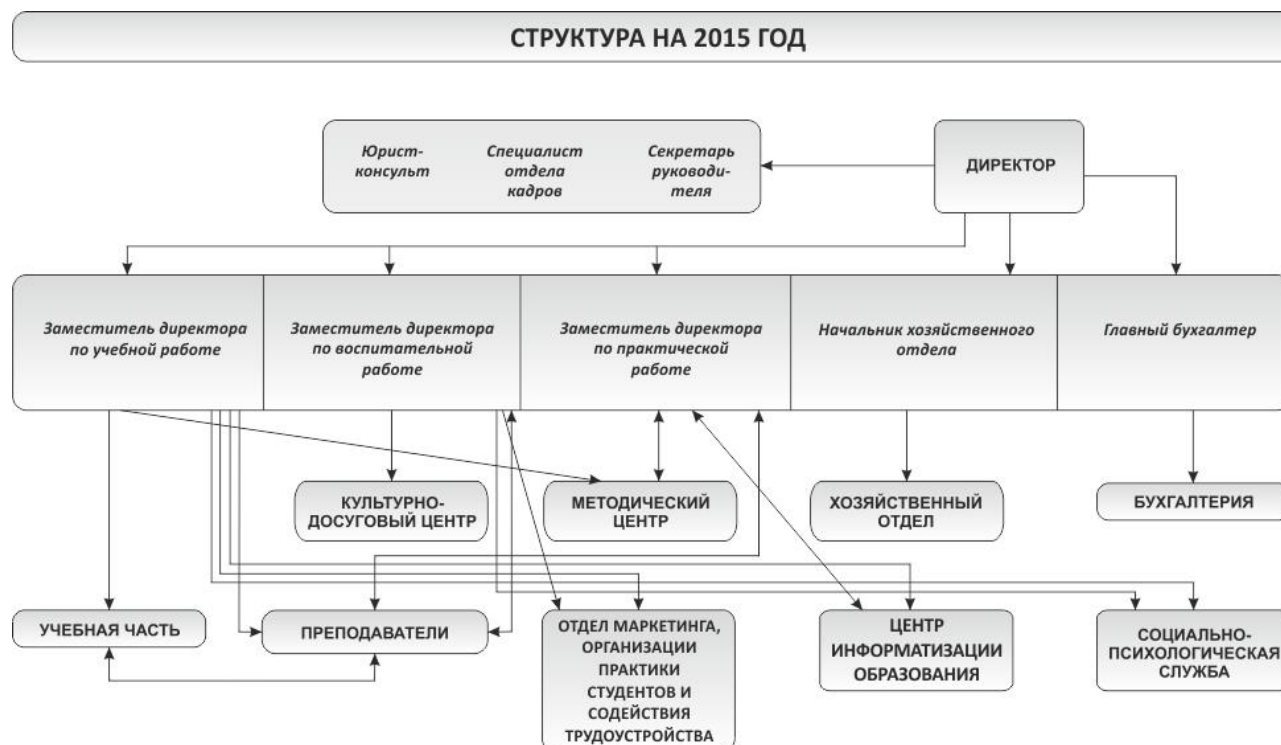 СТРУКТУРА НА 2015 ГОД
Юрист-
консульт
Специалист
отдела
кадров
Секретарь
руководи-
теля
ДИРЕКТОР
Заместитель директора
по учебной работе
Заместитель директора
по воспитательной
работе
Заместитель директора
по практической
работе
Начальник хозяйственного
отдела
Главный бухгалтер
КУЛЬТУРНО-
ДОСУГОВЫЙ ЦЕНТР
МЕТОДИЧЕСКИЙ
ЦЕНТР
ХОЗЯЙСТВЕННЫЙ
ОТДЕЛ
БУХГАЛТЕРИЯ
УЧЕБНАЯ ЧАСТЬ
ПРЕПОДАВАТЕЛИ
ОТДЕЛ МАРКЕТИНГА,
ОРГАНИЗАЦИИ
ПРАКТИКИ
СТУДЕНТОВ И
СОДЕЙСТВИЯ
ТРУДОУСТРОЙСТВА
ЦЕНТР
ИНФОРМАТИЗАЦИИ
ОБРАЗОВАНИЯ
СОЦИАЛЬНО-
ПСИХОЛОГИЧЕСКАЯ
СЛУЖБА